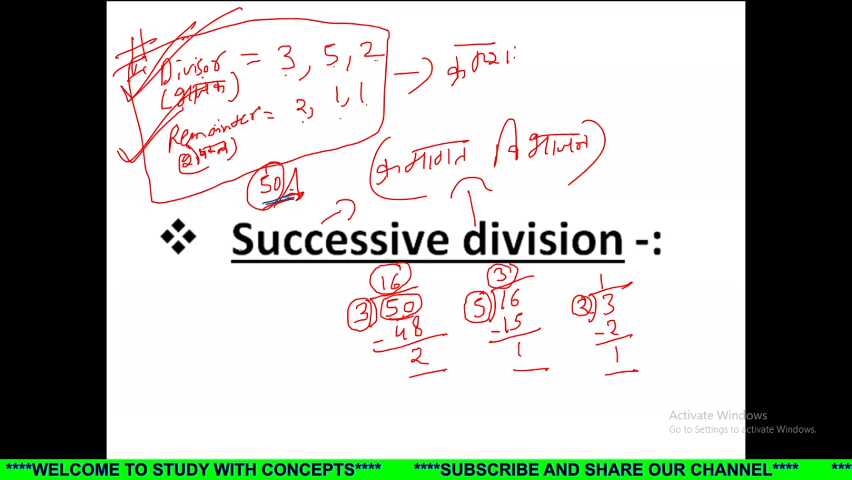 Divisor = 3, 5, 2 → क्रमशः
(भाजक)
Remainder = 2, 1, 1
(शेषफल)
50
(क्रमागत विभाजन)
❖ Successive division -:
16 3 1
3) 50 5) 16 2) 3
-48 -15 -2
2 1 1
Activate Windows
Go to Settings to activate Windows.
****WELCOME TO STUDY WITH CONCEPTS**** ****SUBSCRIBE AND SHARE OUR CHANNEL**** ***